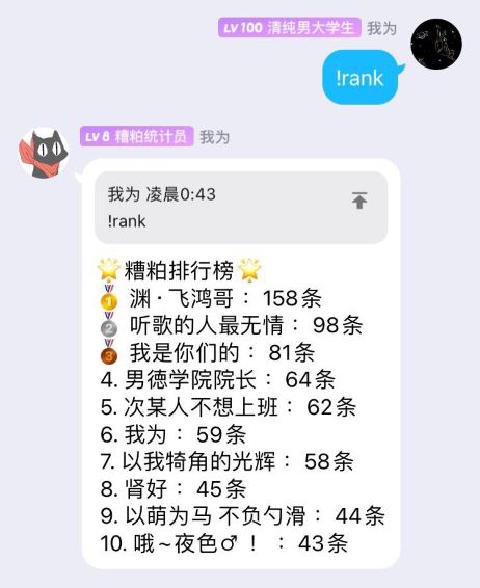 LV100 清纯男大学生 我为
!rank
LV8 糟粕统计员 我为
我为 凌晨0:43
!rank
🌟糟粕排行榜🌟
🥇 渊·飞鸿哥：158条
🥈 听歌的人最无情：98条
🥉 我是你们的：81条
4. 男德学院院长：64条
5. 次某人不想上班：62条
6. 我为：59条
7. 以我犄角的光辉：58条
8. 肾好：45条
9. 以萌为马 不负勺滑：44条
10. 哦~夜色♂！：43条